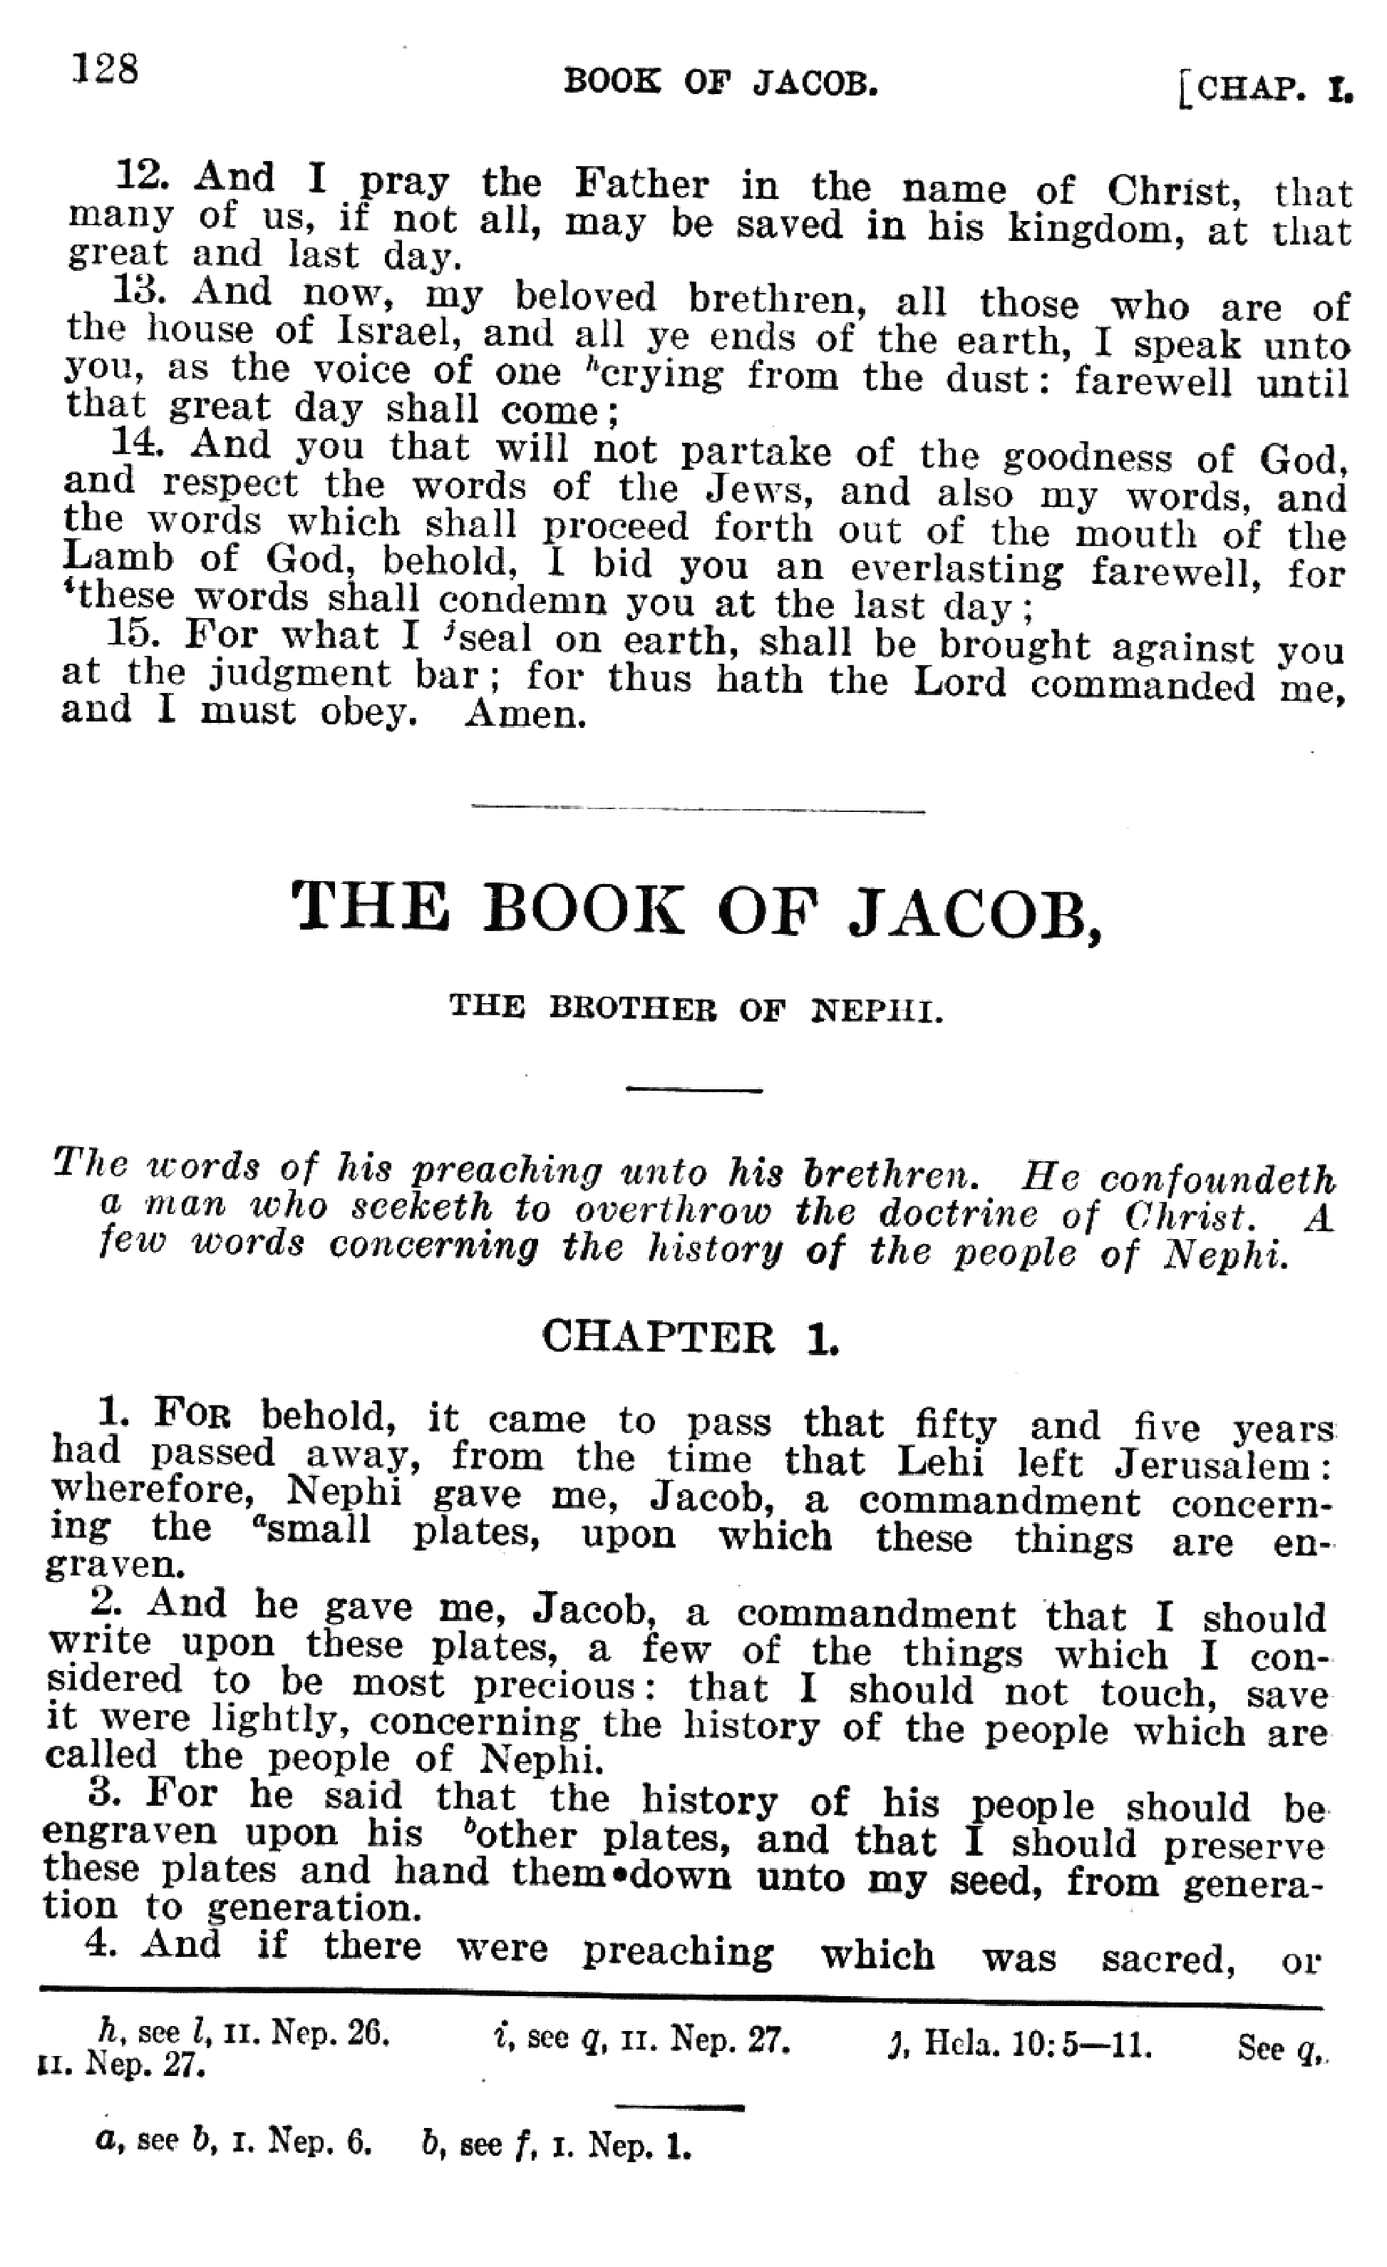 128
BOOK OF JACOB.
[CHAP. I.
12. And I pray the Father in the name of Christ, that
many of us, if not all, may be saved in his kingdom, at that
great and last day.
13. And now, my beloved brethren, all those who are of
the house of Israel, and all ye ends of the earth, I speak unto
you, as the voice of one hcrying from the dust: farewell until
that great day shall come;
14. And you that will not partake of the goodness of God,
and respect the words of the Jews, and also my words, and
the words which shall proceed forth out of the mouth of the
Lamb of God, behold, I bid you an everlasting farewell, for
ithese words shall condemn you at the last day;
15. For what I jseal on earth, shall be brought against you
at the judgment bar; for thus hath the Lord commanded me,
and I must obey. Amen.
THE BOOK OF JACOB,
THE BROTHER OF NEPHI.
The words of his preaching unto his brethren. He confoundeth
a man who seeketh to overthrow the doctrine of Christ. A
few words concerning the history of the people of Nephi.
CHAPTER 1.
1. FOR behold, it came to pass that fifty and five years
had passed away, from the time that Lehi left Jerusalem:
wherefore, Nephi gave me, Jacob, a commandment concern-
ing the asmall plates, upon which these things are en-
graven.
2. And he gave me, Jacob, a commandment that I should
write upon these plates, a few of the things which I con-
sidered to be most precious: that I should not touch, save
it were lightly, concerning the history of the people which are
called the people of Nephi.
3. For he said that the history of his people should be
engraven upon his bother plates, and that I should preserve
these plates and hand them down unto my seed, from genera-
tion to generation.
4. And if there were preaching which was sacred, or
h, see l, II. Nep. 26. i, see q, II. Nep. 27. j, Hela. 10: 5—11. See q,
II. Nep. 27.
a, see b, I. Nep. 6. b, see f, I. Nep. 1.